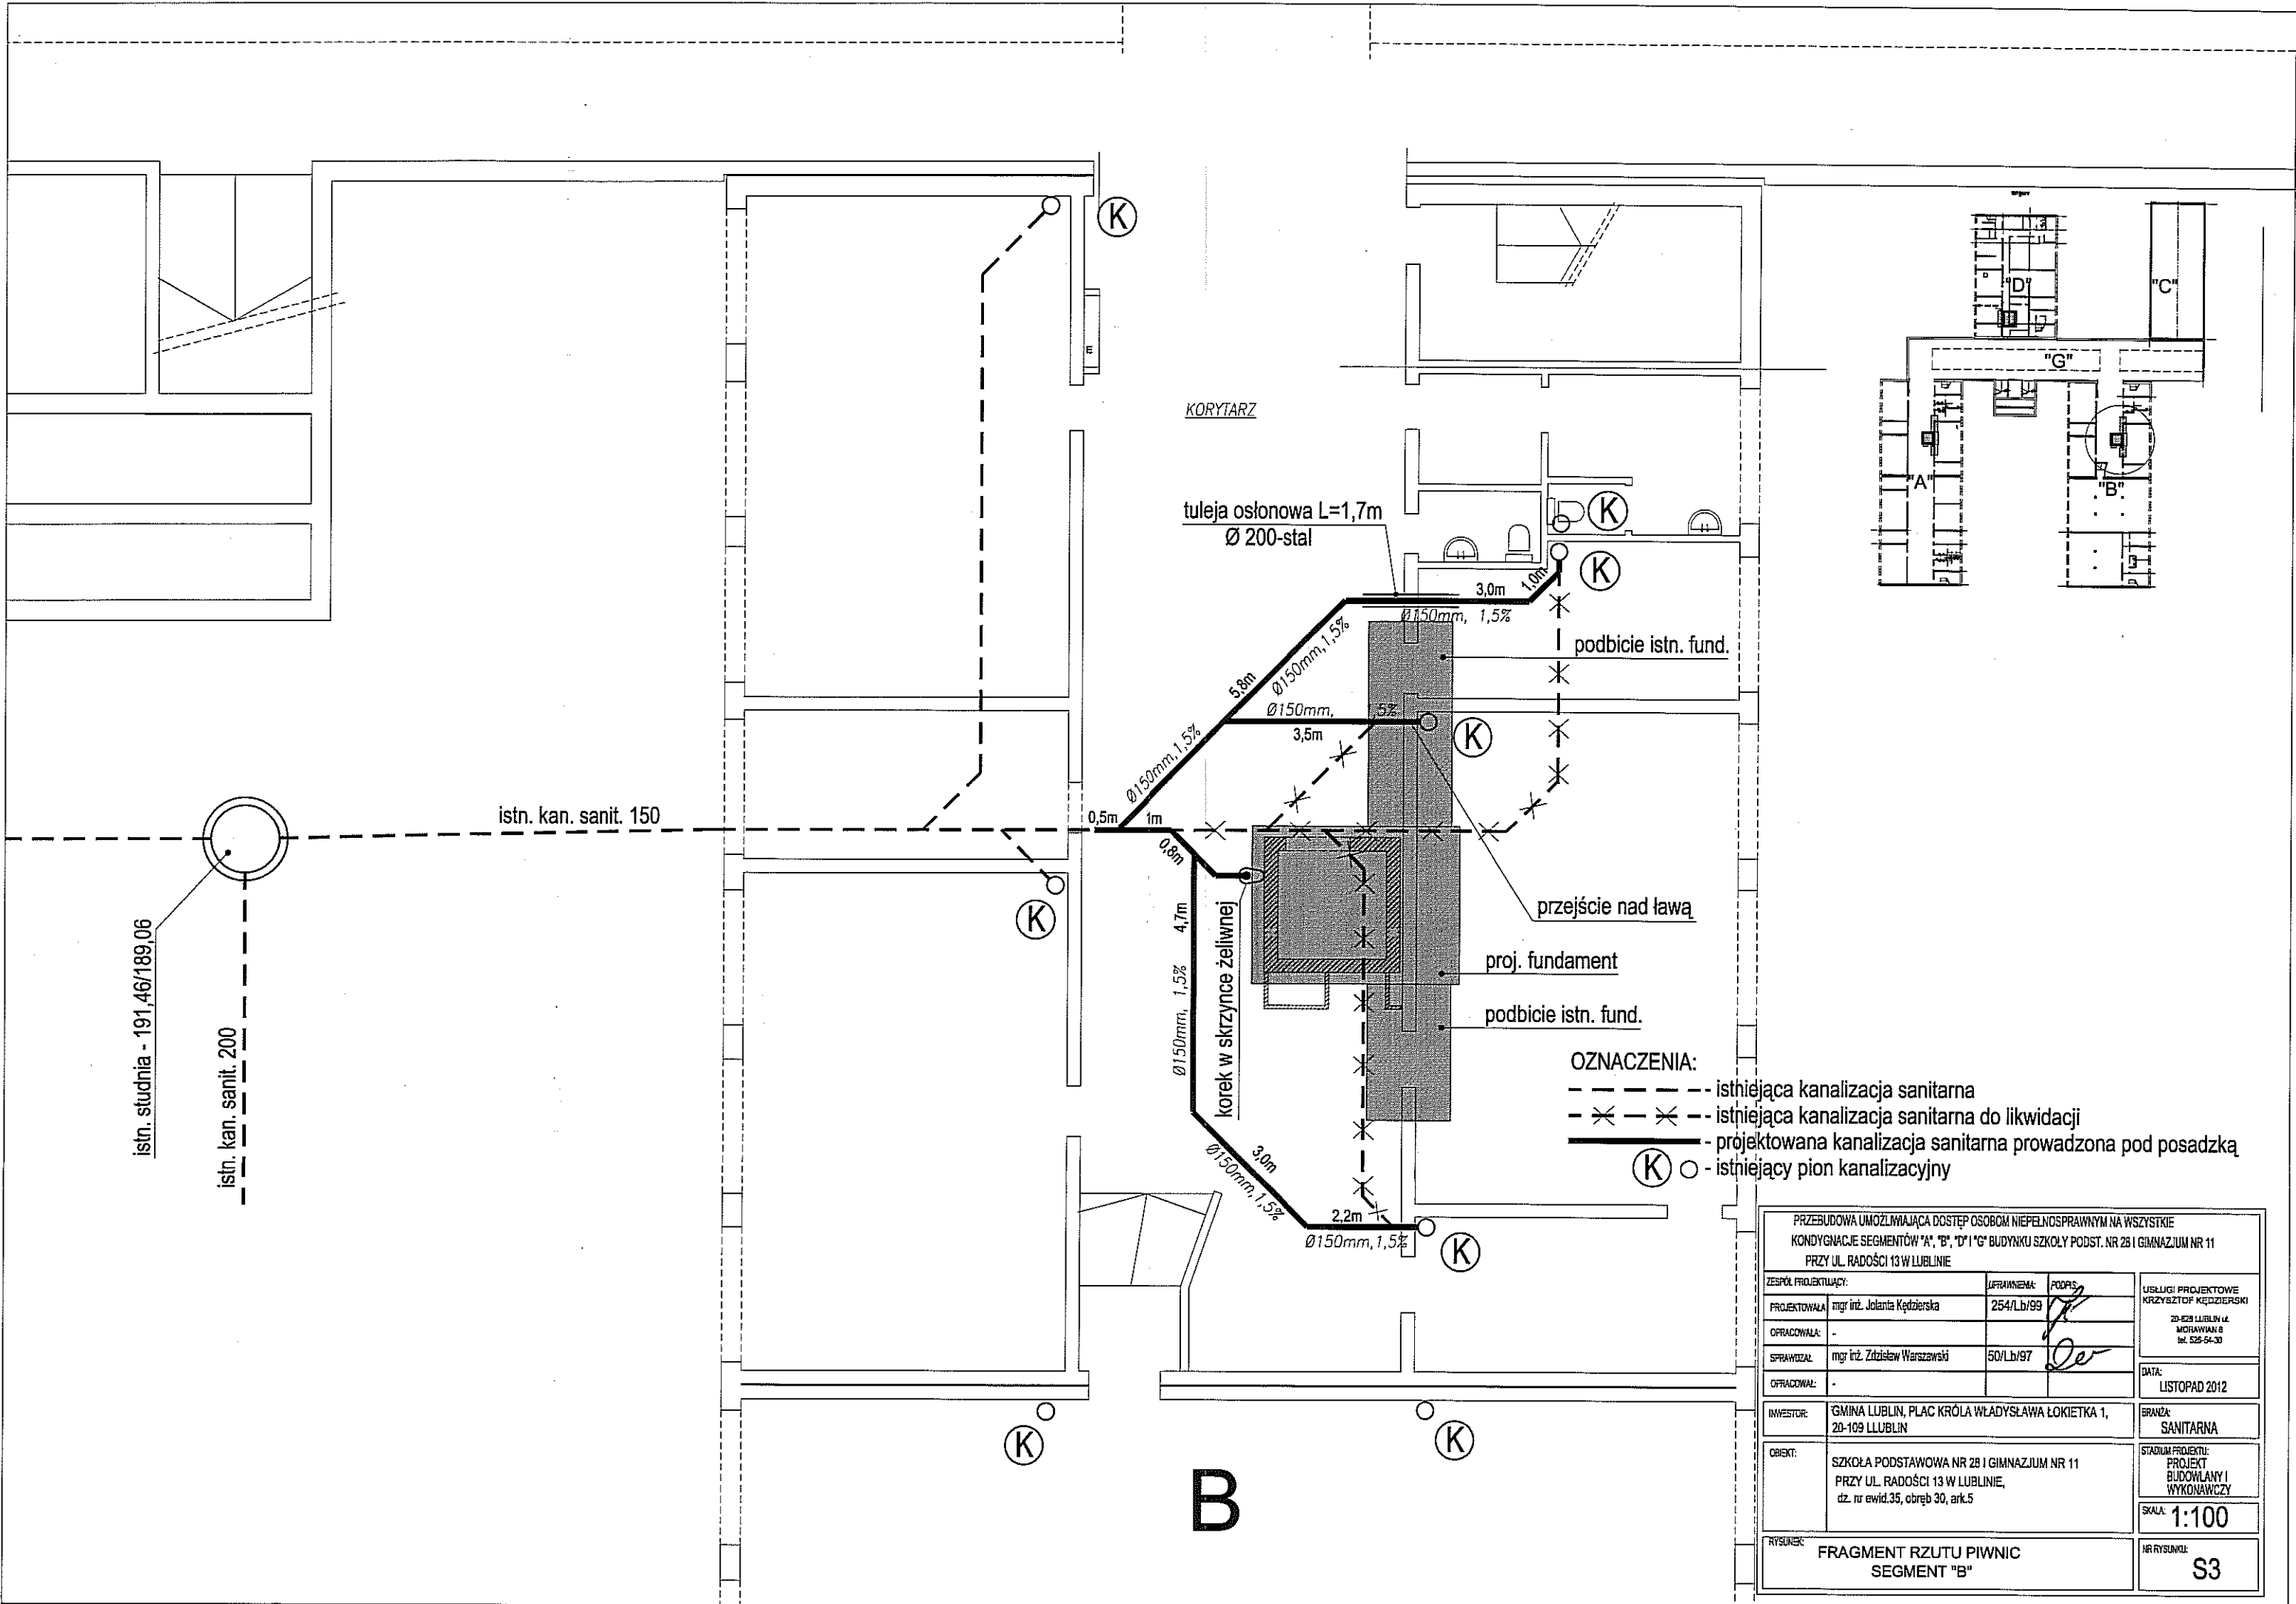 K
E
KORYTARZ
tuleja osłonowa L=1,7m
Ø 200-stal
K
K
3,0m
1,0m
Ø150mm, 1,5%
Ø150mm, 1,5%
5,8m
podbicie istn. fund.
Ø150mm, ,5%
3,5m
K
Ø150mm, 1,5%
istn. kan. sanit. 150
0,5m
1m
0,8m
K
istn. studnia - 191,46/189,06
istn. kan. sanit. 200
4,7m
Ø150mm, 1,5%
korek w skrzynce żeliwnej
przejście nad ławą
proj. fundament
podbicie istn. fund.
3,0m
Ø150mm, 1,5%
2,2m
Ø150mm, 1,5%
K
K
K
B
"D"
"C"
"G"
"A"
"B"
OZNACZENIA:
- istniejąca kanalizacja sanitarna
- istniejąca kanalizacja sanitarna do likwidacji
- projektowana kanalizacja sanitarna prowadzona pod posadzką
K - istniejący pion kanalizacyjny
PRZEBUDOWA UMOŻLIWIAJĄCA DOSTĘP OSOBOM NIEPEŁNOSPRAWNYM NA WSZYSTKIE
KONDYGNACJE SEGMENTÓW "A", "B", "D" I "G" BUDYNKU SZKOŁY PODST. NR 28 I GIMNAZJUM NR 11
PRZY UL. RADOŚCI 13 W LUBLINIE
ZESPÓŁ PROJEKTUJĄCY: UPRAWNIENIA: PODPIS:
PROJEKTOWAŁA mgr inż. Jolanta Kędzierska 254/Lb/99
OPRACOWAŁA: -
SPRAWDZAŁ mgr inż. Zdzisław Warszawski 50/Lb/97
OPRACOWAŁ: -
USŁUGI PROJEKTOWE
KRZYSZTOF KĘDZIERSKI
20-828 LUBLIN ul.
MORAWIAN 8
tel. 525-54-30
DATA:
LISTOPAD 2012
INWESTOR: GMINA LUBLIN, PLAC KRÓLA WŁADYSŁAWA ŁOKIETKA 1,
20-109 LLUBLIN
BRANŻA:
SANITARNA
OBIEKT: SZKOŁA PODSTAWOWA NR 28 I GIMNAZJUM NR 11
PRZY UL. RADOŚCI 13 W LUBLINIE,
dz. nr ewid.35, obręb 30, ark.5
STADIUM PROJEKTU:
PROJEKT
BUDOWLANY I
WYKONAWCZY
SKALA: 1:100
RYSUNEK: FRAGMENT RZUTU PIWNIC
SEGMENT "B"
NR RYSUNKU:
S3